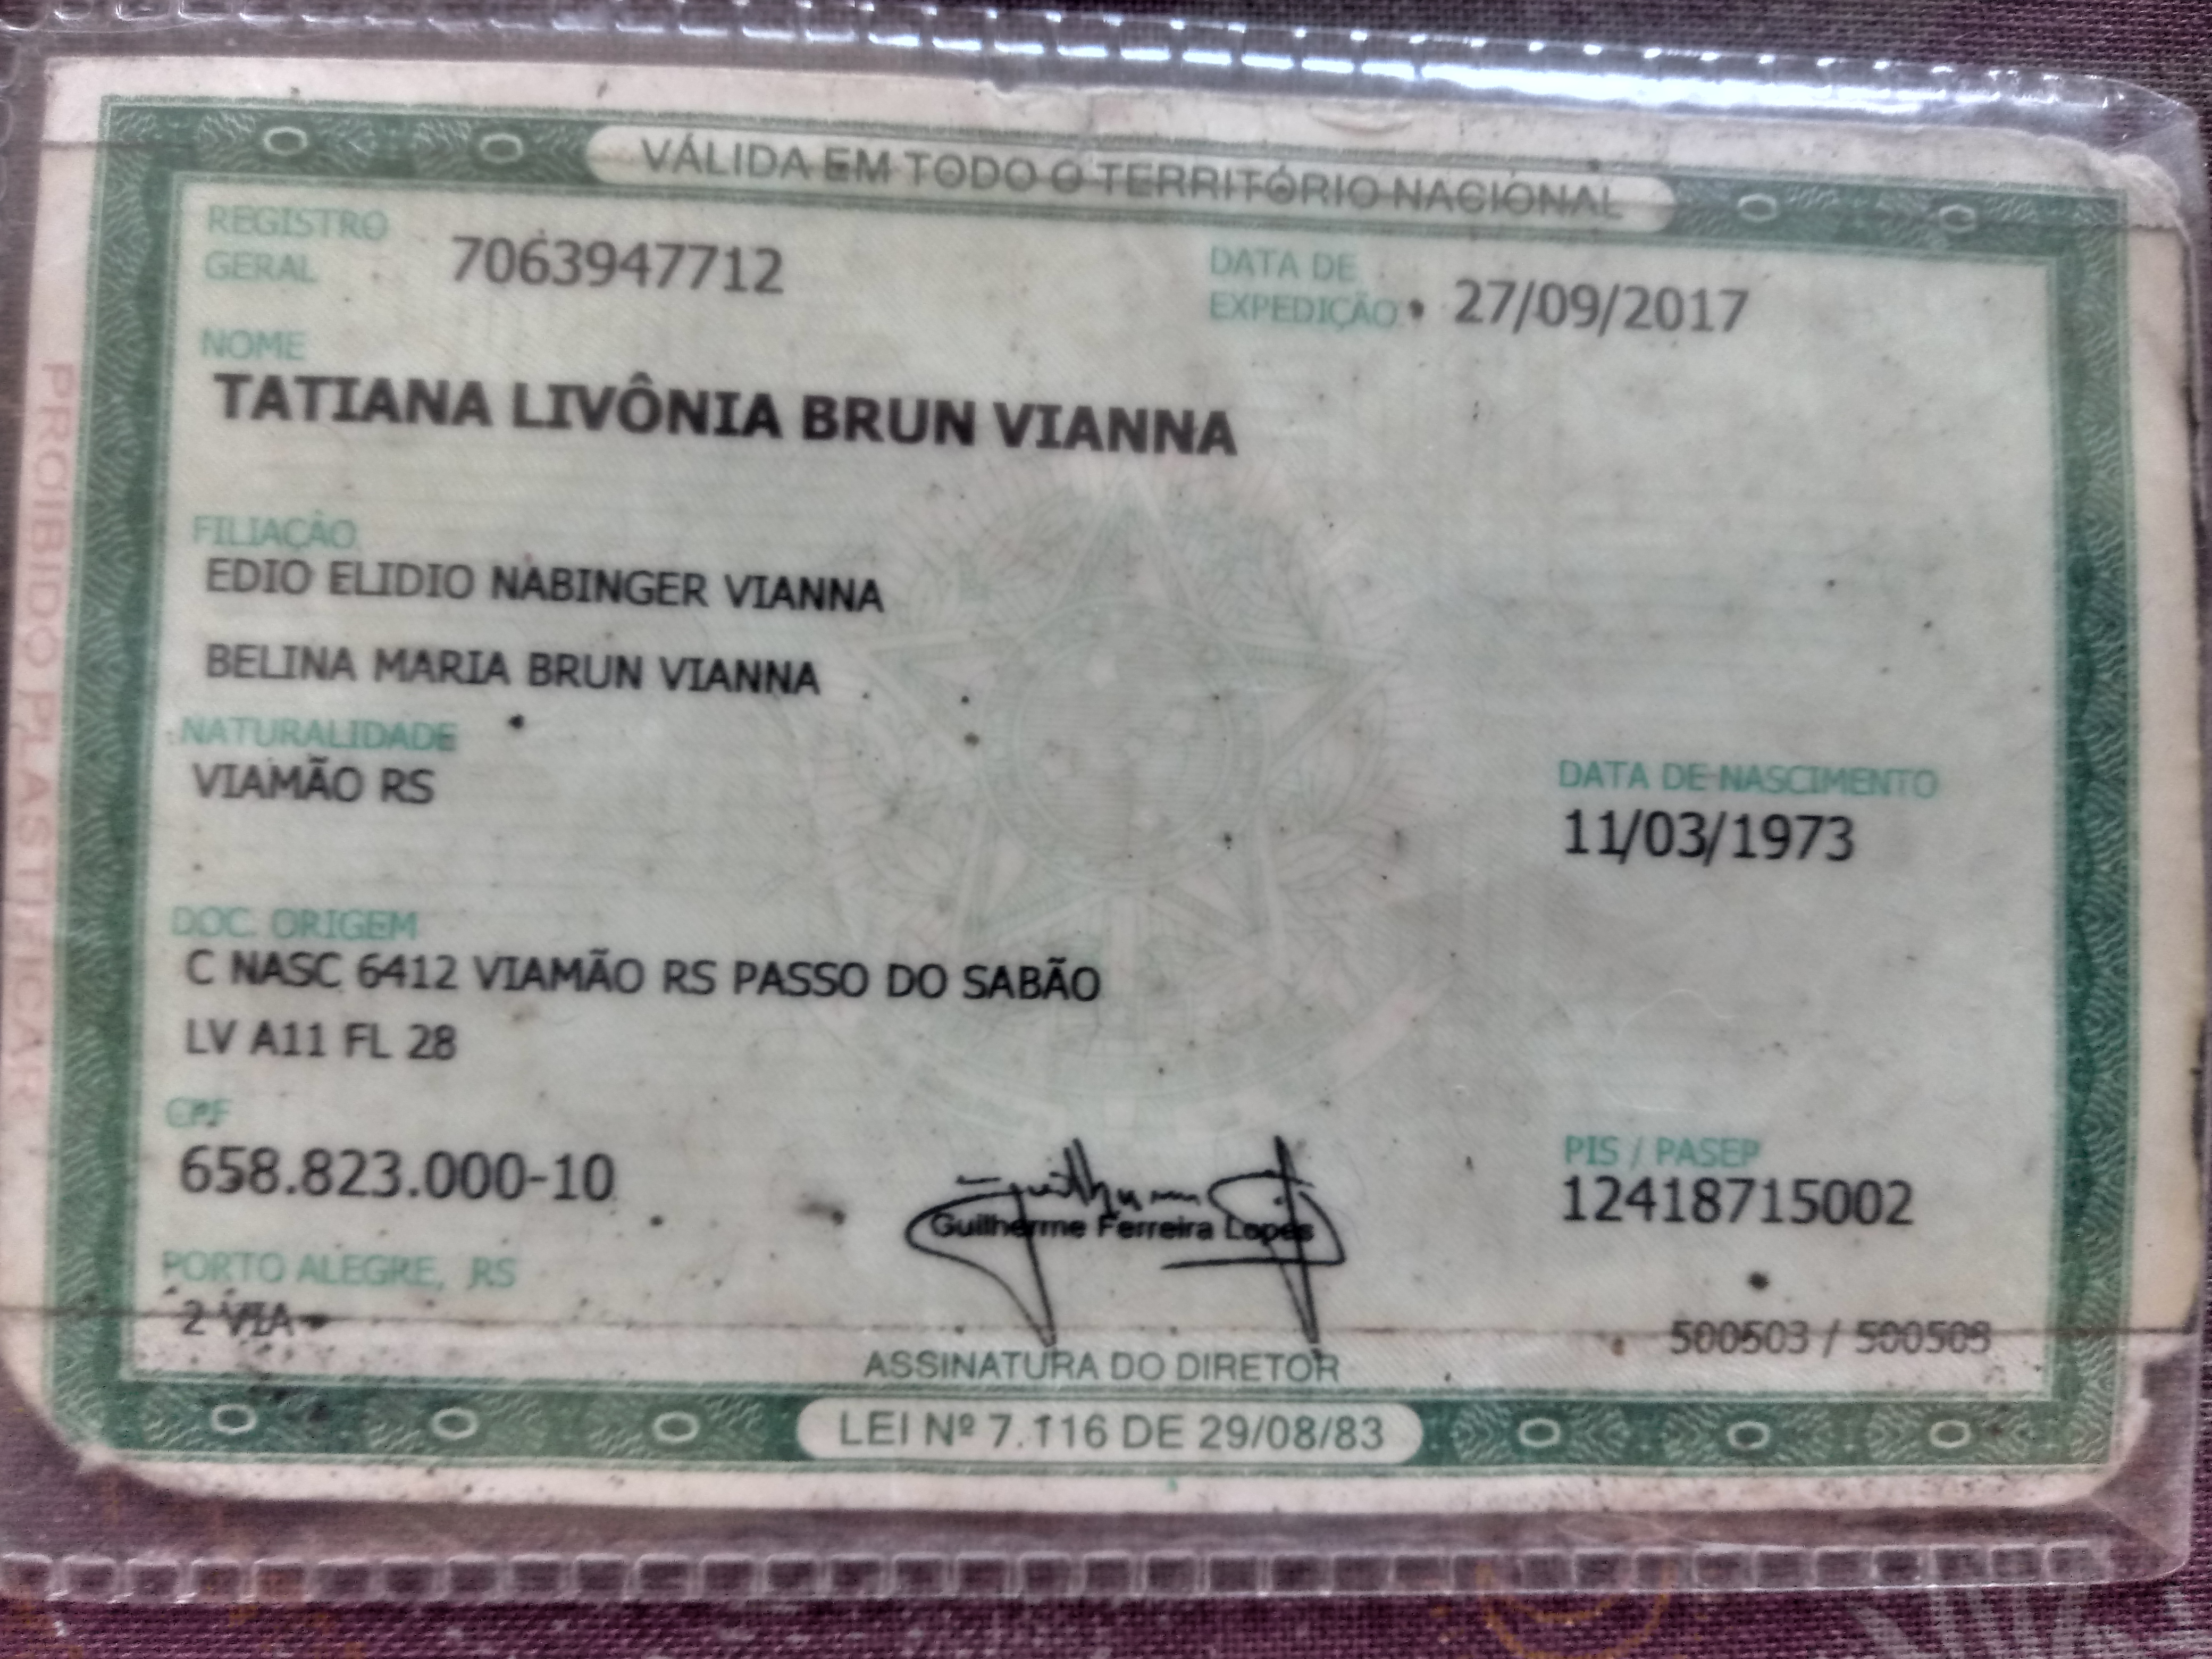 PROIBIDO PLASTIFICAR
VÁLIDA EM TODO O TERRITÓRIO NACIONAL
REGISTRO GERAL 7063947712 DATA DE EXPEDIÇÃO 27/09/2017
NOME
TATIANA LIVÔNIA BRUN VIANNA
FILIAÇÃO
EDIO ELIDIO NABINGER VIANNA
BELINA MARIA BRUN VIANNA
NATURALIDADE DATA DE NASCIMENTO
VIAMÃO RS 11/03/1973
DOC. ORIGEM
C NASC 6412 VIAMÃO RS PASSO DO SABÃO
LV A11 FL 28
CPF PIS / PASEP
658.823.000-10 12418715002
Guilherme Ferreira Lopes
PORTO ALEGRE, RS
2 VIA 500503 / 500509
ASSINATURA DO DIRETOR
LEI Nº 7.116 DE 29/08/83